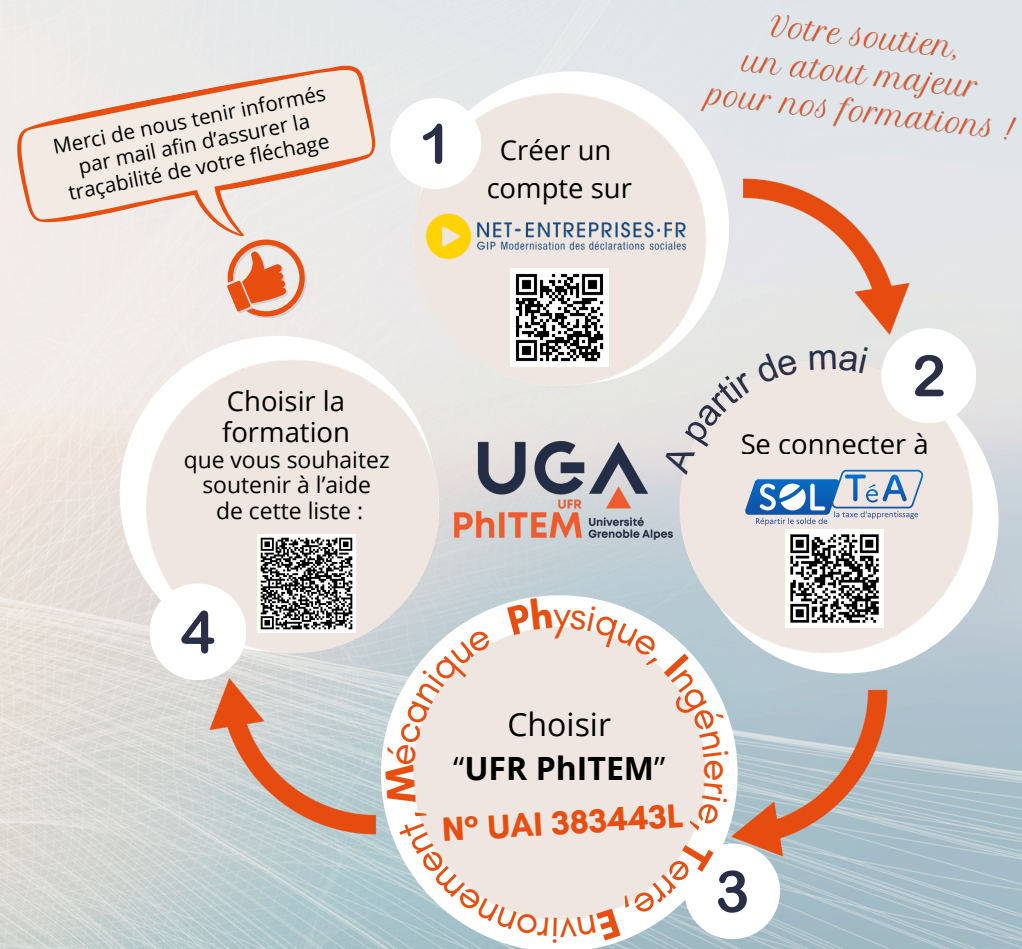 Votre soutien,
un atout majeur
pour nos formations !
Merci de nous tenir informés
par mail afin d'assurer la
traçabilité de votre fléchage
1
Créer un
compte sur
NET-ENTREPRISES·FR
GIP Modernisation des déclarations sociales
A partir de mai
2
Se connecter à
SOLTéA
Répartir le solde de la taxe d'apprentissage
Choisir la
formation
que vous souhaitez
soutenir à l'aide
de cette liste :
4
UGA
UFR
PhITEM
Université
Grenoble Alpes
Physique, Ingénierie, Terre, Environnement, Mécanique
Choisir
“UFR PhITEM”
N° UAI 383443L
3